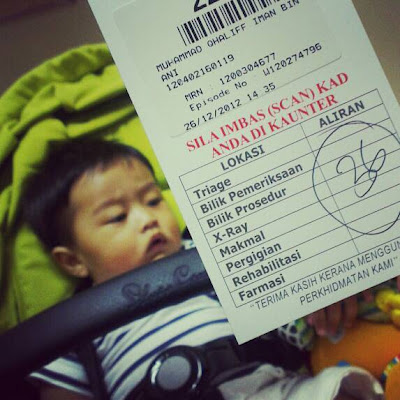 MUHAMMAD QHALIFF IMAN BIN
ANI
120402160119
MRN 1200304677
Episode No W120274796
26/12/2012 14.35
SILA IMBAS (SCAN) KAD
ANDA DI KAUNTER
LOKASI ALIRAN
Triage
Bilik Pemeriksaan
Bilik Prosedur
X-Ray
Makmal
Pergigian
Rehabilitasi
Farmasi
"TERIMA KASIH KERANA MENGGUN
PERKHIDMATAN KAMI"